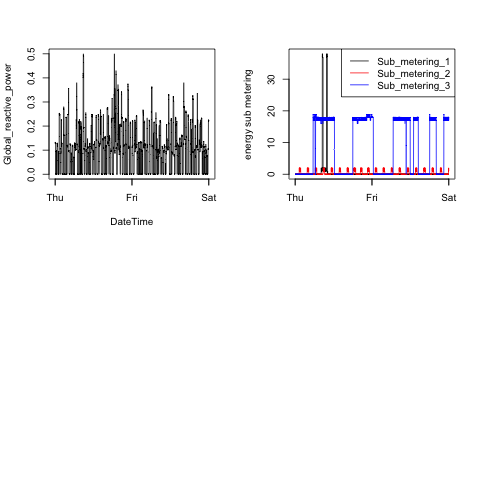 Global_reactive_power
0.5
0.4
0.3
0.2
0.1
0.0
Thu Fri Sat
DateTime
energy sub metering
30
20
10
0
Sub_metering_1
Sub_metering_2
Sub_metering_3
Thu Fri Sat